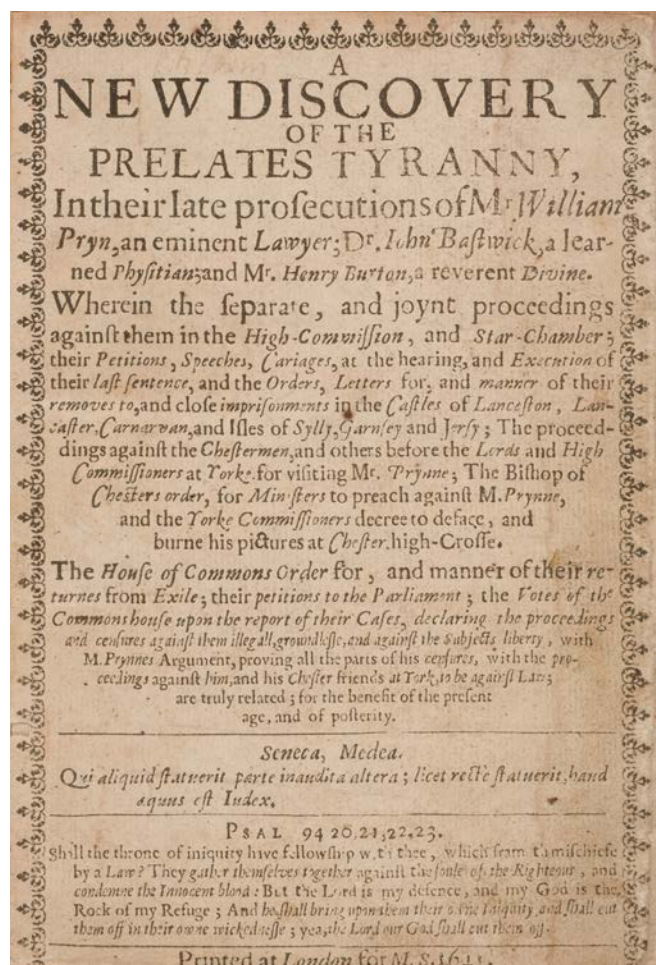 A
NEW DISCOVERY
OF THE
PRELATES TYRANNY,
In their late prosecutions of Mr William
Pryn, an eminent Lawyer; Dr. Iohn Bastwick, a lear-
ned Physitian; and Mr. Henry Burton, a reverent Divine.
Wherein the separate, and joynt proceedings
against them in the High-Commission, and Star-Chamber;
their Petitions, Speeches, Cariages, at the hearing, and Execution of
their last sentence, and the Orders, Letters for, and manner of their
removes to, and close imprisonments in the Castles of Lanceston, Lan-
caster, Carnarvan, and Isles of Sylly, Garnsey and Jersy; The proceed-
dings against the Chestermen, and others before the Lords and High
Commissioners at Yorke. for visiting Mr. Prynne; The Bishop of
Chesters order, for Ministers to preach against M. Prynne,
and the Yorke Commissioners decree to deface, and
burne his pictures at Chester. high-Crosse.
The House of Commons Order for, and manner of their re-
turnes from Exile; their petitions to the Parliament; the Votes of the
Commons house upon the report of their Cases, declaring the proceedings
and censures against them illegall, groundlesse, and against the Subjects liberty, with
M. Prynnes Argument, proving all the parts of his censures, with the pro-
ceedings against him, and his Chester friends at York, to be against Law;
are truly related; for the benefit of the present
age, and of posterity.
Seneca, Medea.
Qui aliquid statuerit parte inaudita altera; licet recte statuerit, haud
æquus est Iudex.
PSAL 94 20,21,22,23.
Shall the throne of iniquity have fellowship with thee, which fram th mischiefe
by a Law? They gather themselves together against the soule of the Righteous, and
condemne the Innocent blood: But the Lord is my defence, and my God is the
Rock of my Refuge; And he shall bring upon them their owne Iniquity, and shall cut
them off in their owne wickednesse; yea, the Lord our God shall cut them off.
Printed at London for M. S.